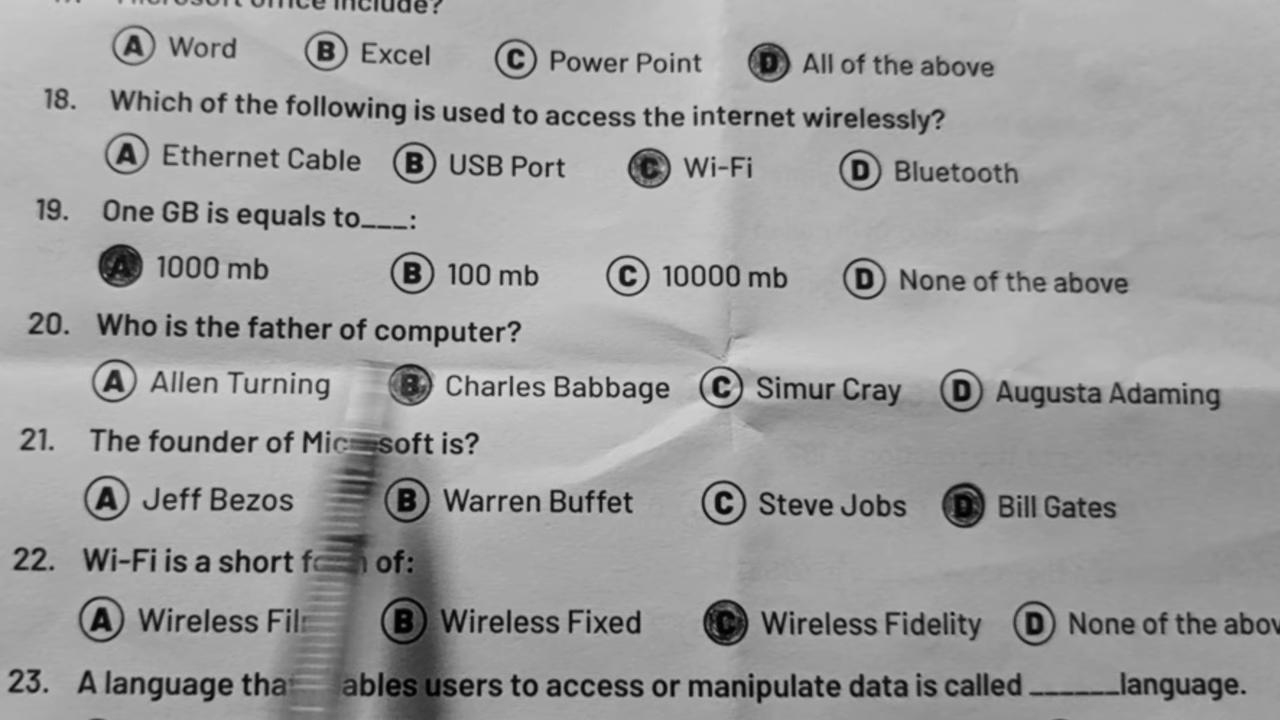 office include?
A Word B Excel C Power Point D All of the above
18. Which of the following is used to access the internet wirelessly?
A Ethernet Cable B USB Port C Wi-Fi D Bluetooth
19. One GB is equals to___:
A 1000 mb B 100 mb C 10000 mb D None of the above
20. Who is the father of computer?
A Allen Turning B Charles Babbage C Simur Cray D Augusta Adaming
21. The founder of Microsoft is?
A Jeff Bezos B Warren Buffet C Steve Jobs D Bill Gates
22. Wi-Fi is a short form of:
A Wireless B Wireless Fixed C Wireless Fidelity D None of the abov
23. A language users to access or manipulate data is called ______language.